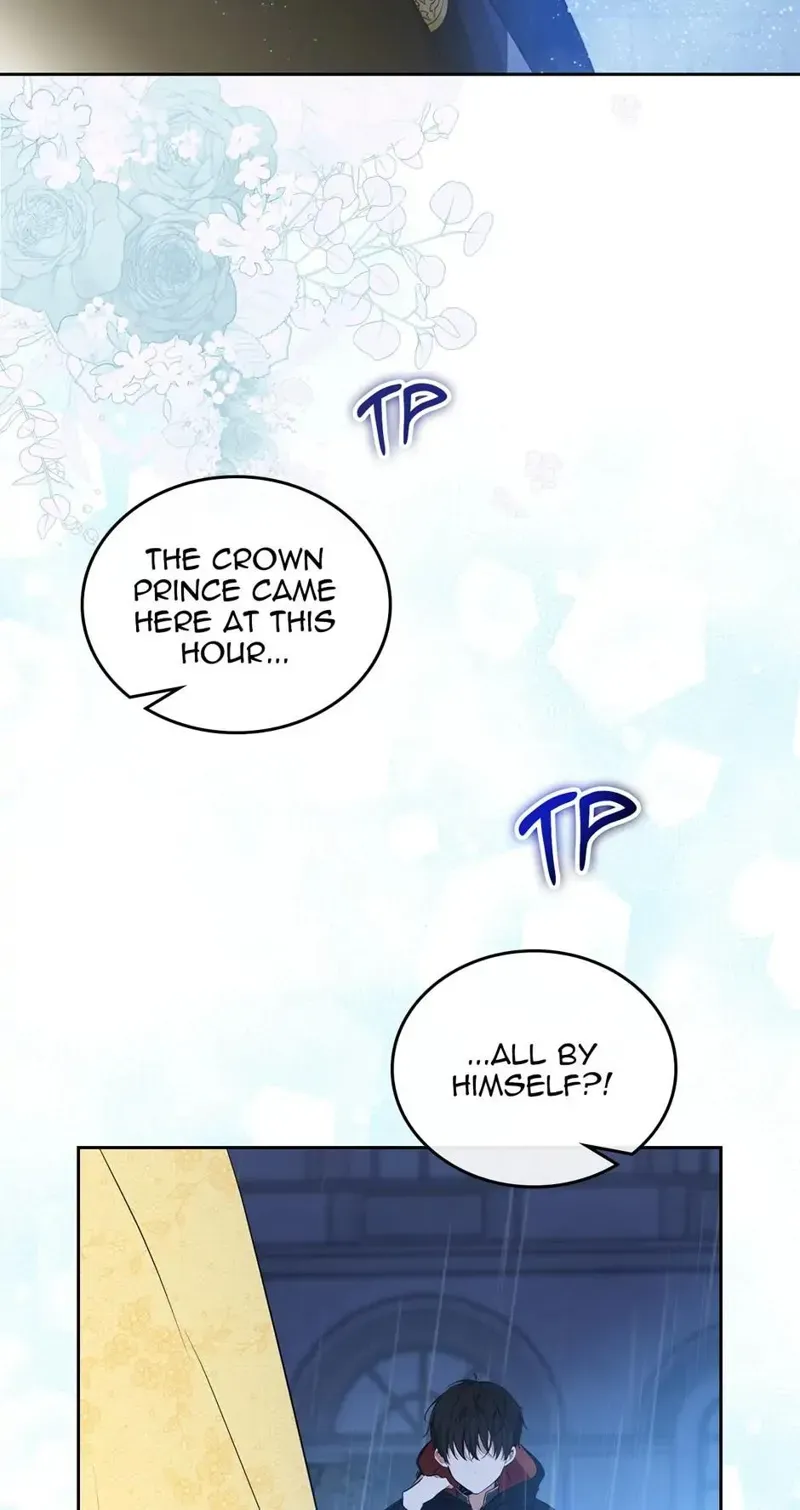 TP
THE CROWN
PRINCE CAME
HERE AT THIS
HOUR...
TP
...ALL BY
HIMSELF?!